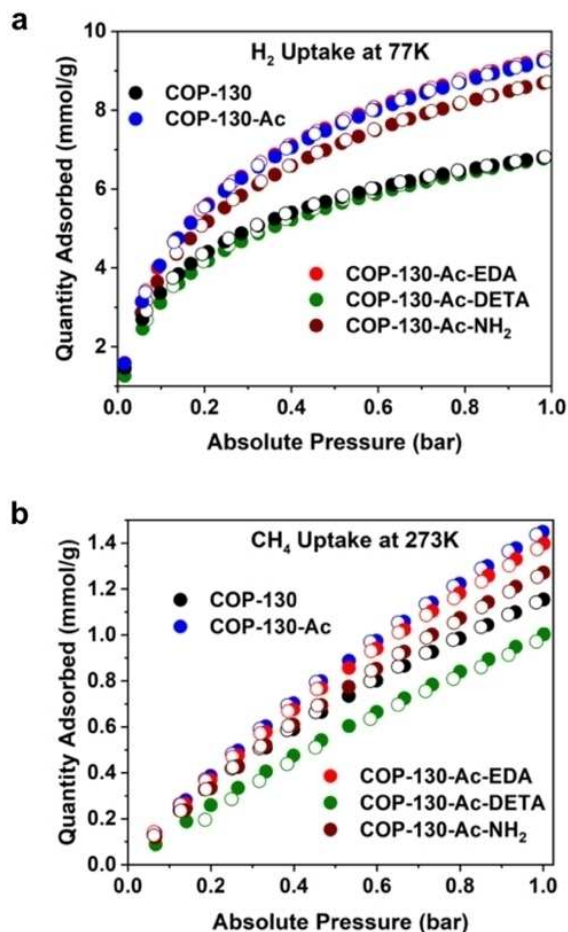 a
H₂ Uptake at 77K
COP-130
COP-130-Ac
COP-130-Ac-EDA
COP-130-Ac-DETA
COP-130-Ac-NH₂
Quantity Adsorbed (mmol/g)
10
8
6
4
2
0.0 0.2 0.4 0.6 0.8 1.0
Absolute Pressure (bar)
b
CH₄ Uptake at 273K
COP-130
COP-130-Ac
COP-130-Ac-EDA
COP-130-Ac-DETA
COP-130-Ac-NH₂
Quantity Adsorbed (mmol/g)
1.4
1.2
1.0
0.8
0.6
0.4
0.2
0.0
0.0 0.2 0.4 0.6 0.8 1.0
Absolute Pressure (bar)